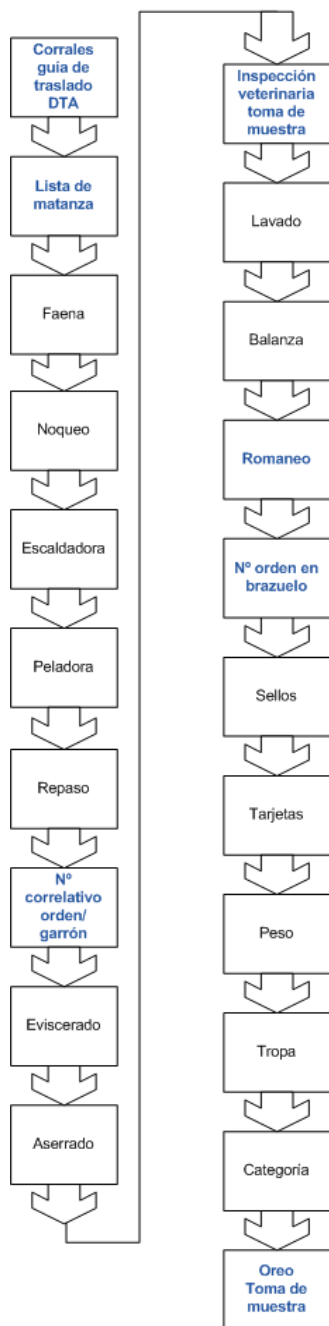 Corrales
guía de
traslado
DTA
Lista de
matanza
Faena
Noqueo
Escaldadora
Peladora
Repaso
Nº
correlativo
orden/
garrón
Eviscerado
Aserrado
Inspección
veterinaria
toma de
muestra
Lavado
Balanza
Romaneo
Nº orden en
brazuelo
Sellos
Tarjetas
Peso
Tropa
Categoría
Oreo
Toma de
muestra